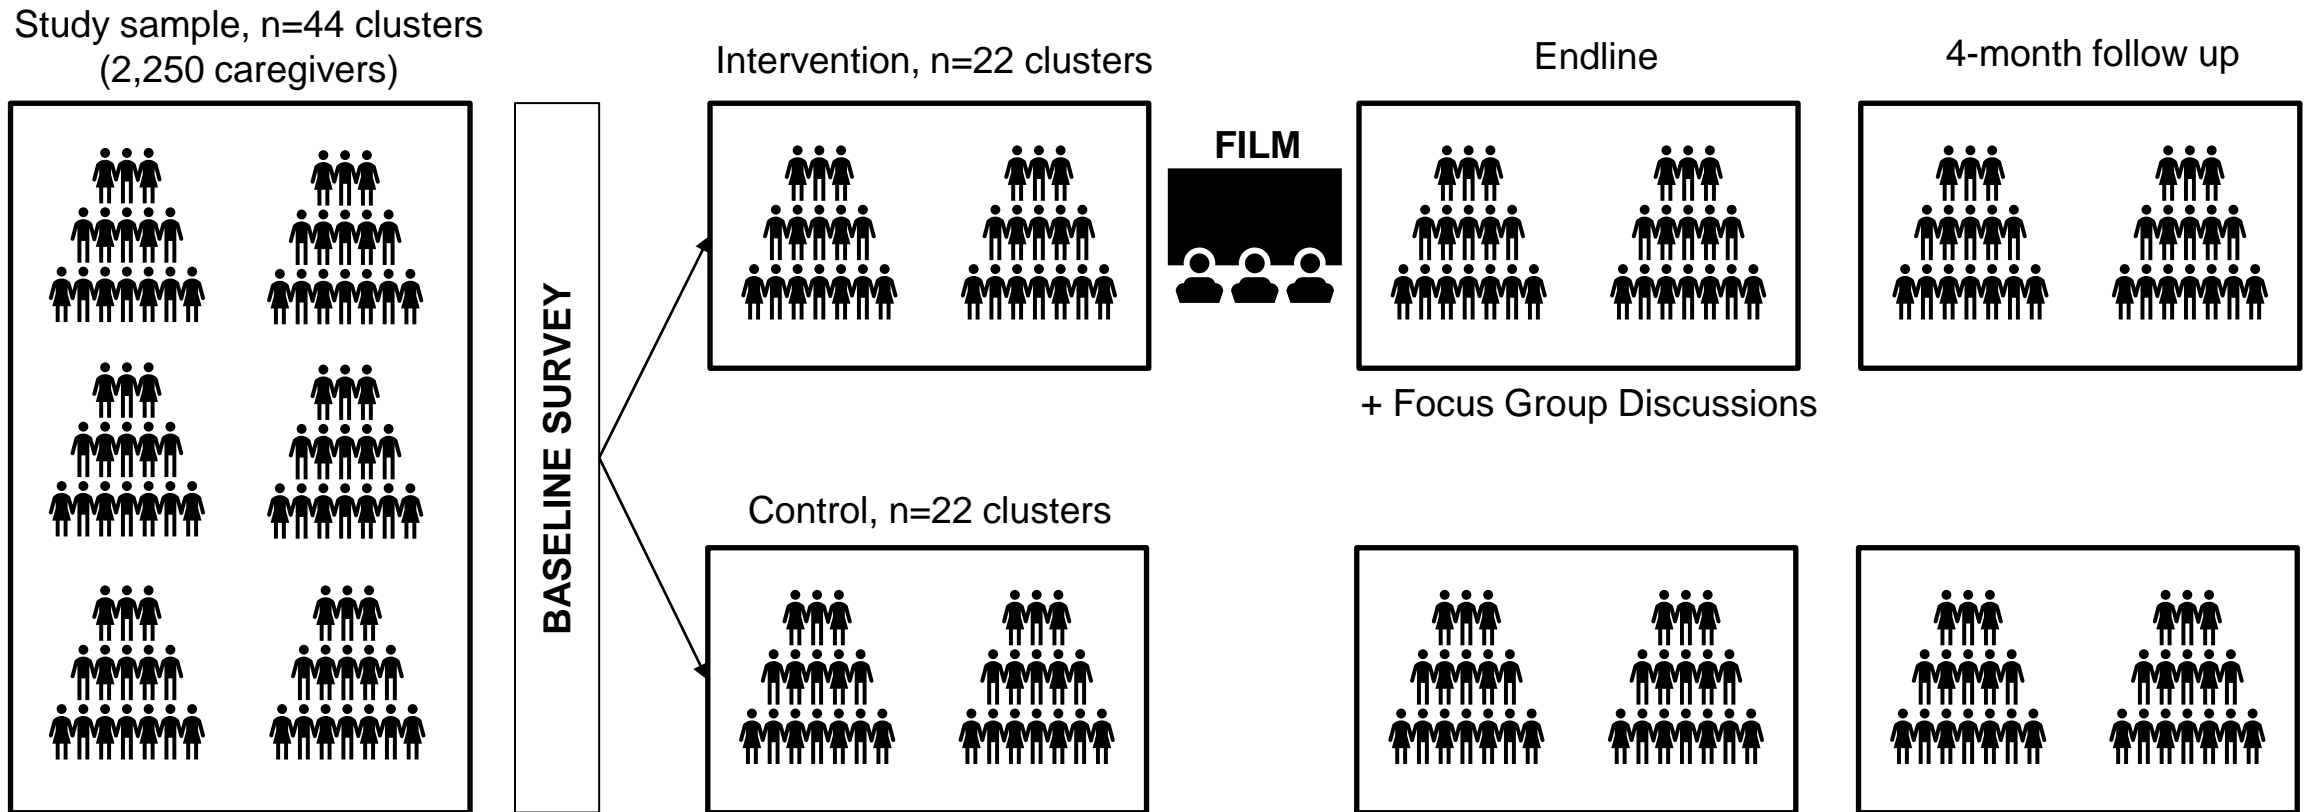 Study sample, n=44 clusters
(2,250 caregivers)
BASELINE SURVEY
Intervention, n=22 clusters
FILM
Endline
4-month follow up
+ Focus Group Discussions
Control, n=22 clusters